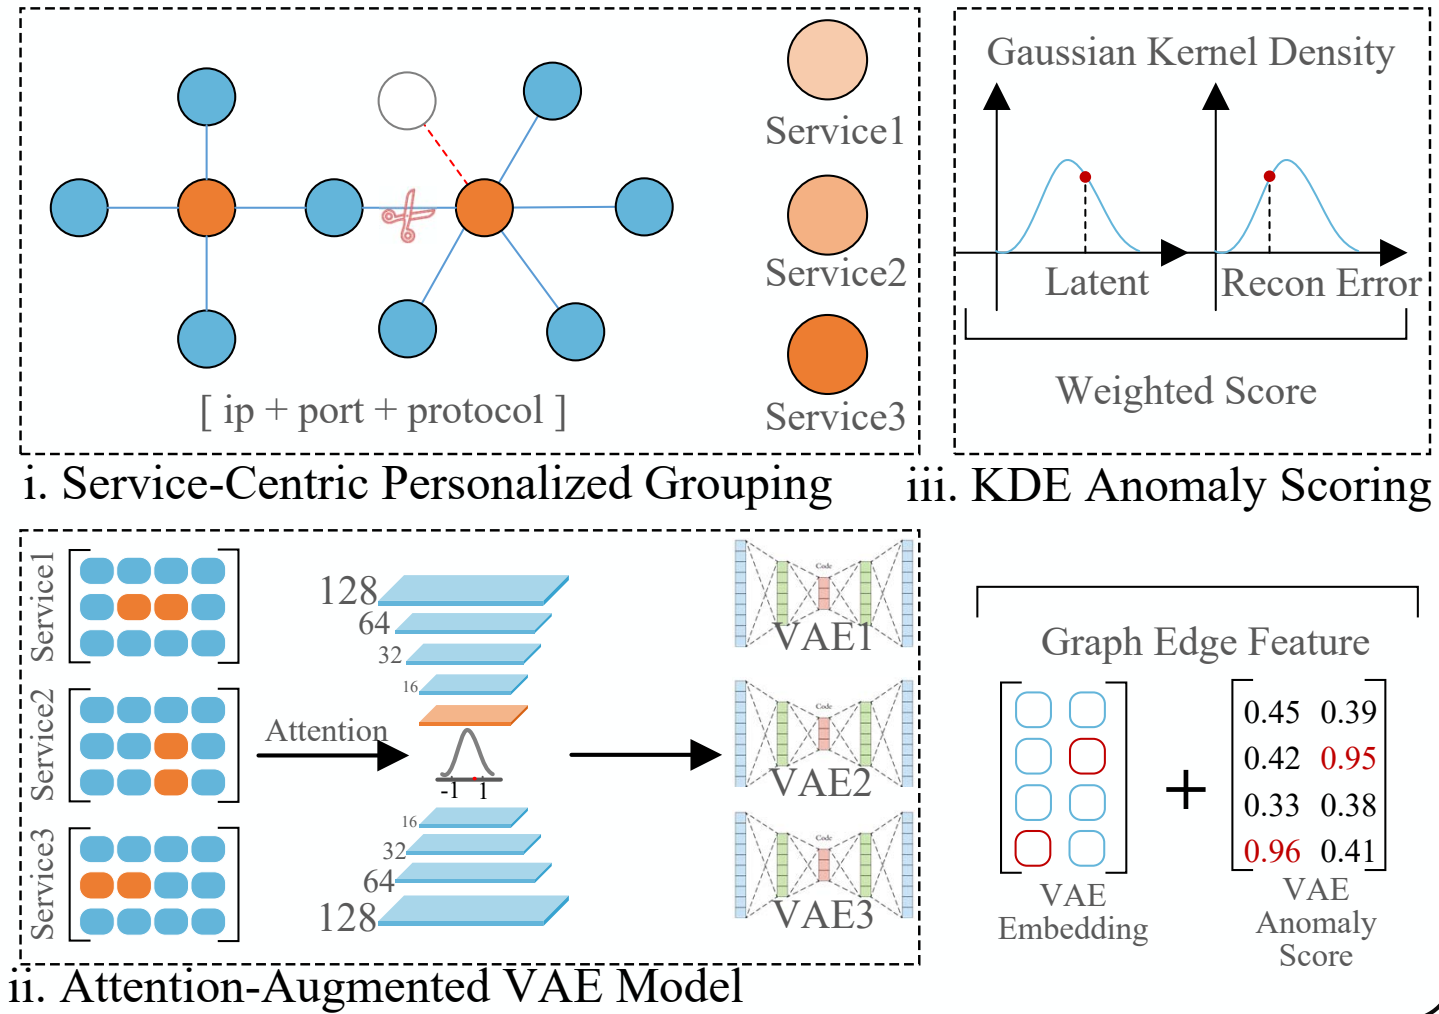 Service1
Service2
Service3
[ ip + port + protocol ]
i. Service-Centric Personalized Grouping
Gaussian Kernel Density
Latent
Recon Error
Weighted Score
iii. KDE Anomaly Scoring
Service1
Service2
Service3
Attention
128
64
32
16
-1 1
16
32
64
128
Code
VAE1
Code
VAE2
Code
VAE3
ii. Attention-Augmented VAE Model
Graph Edge Feature
+
0.45 0.39
0.42 0.95
0.33 0.38
0.96 0.41
VAE
Embedding
VAE
Anomaly
Score